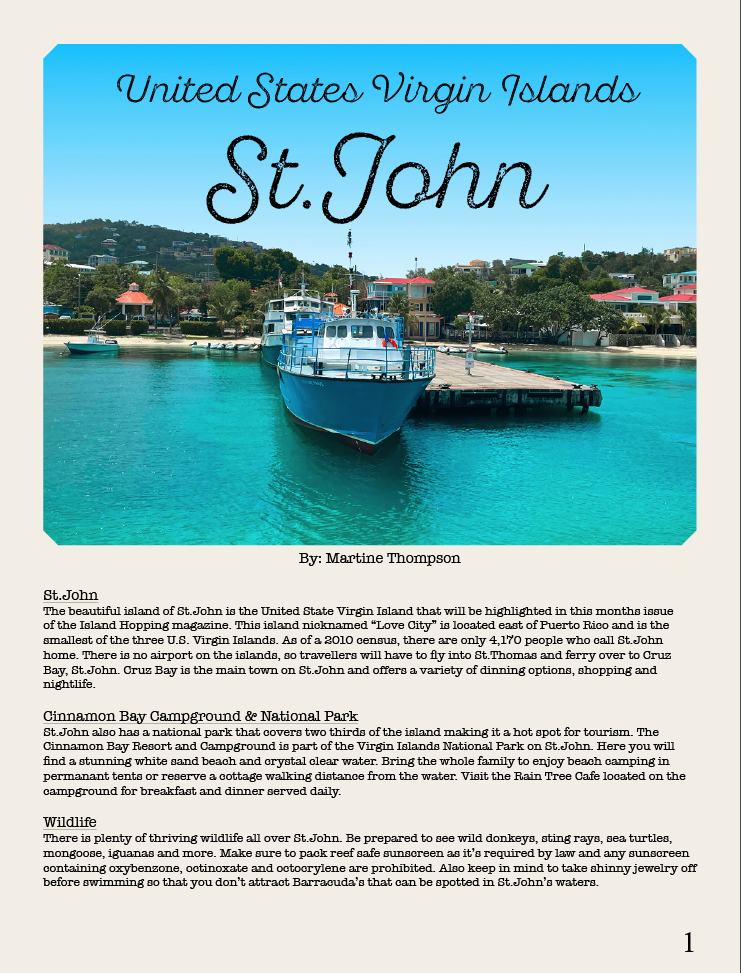 United States Virgin Islands
St.John
By: Martine Thompson
St.John
The beautiful island of St.John is the United State Virgin Island that will be highlighted in this months issue
of the Island Hopping magazine. This island nicknamed “Love City” is located east of Puerto Rico and is the
smallest of the three U.S. Virgin Islands. As of a 2010 census, there are only 4,170 people who call St.John
home. There is no airport on the islands, so travellers will have to fly into St.Thomas and ferry over to Cruz
Bay, St.John. Cruz Bay is the main town on St.John and offers a variety of dinning options, shopping and
nightlife.
Cinnamon Bay Campground & National Park
St.John also has a national park that covers two thirds of the island making it a hot spot for tourism. The
Cinnamon Bay Resort and Campground is part of the Virgin Islands National Park on St.John. Here you will
find a stunning white sand beach and crystal clear water. Bring the whole family to enjoy beach camping in
permanant tents or reserve a cottage walking distance from the water. Visit the Rain Tree Cafe located on the
campground for breakfast and dinner served daily.
Wildlife
There is plenty of thriving wildlife all over St.John. Be prepared to see wild donkeys, sting rays, sea turtles,
mongoose, iguanas and more. Make sure to pack reef safe sunscreen as it’s required by law and any sunscreen
containing oxybenzone, octinoxate and octocrylene are prohibited. Also keep in mind to take shinny jewelry off
before swimming so that you don’t attract Barracuda’s that can be spotted in St.John’s waters.
1